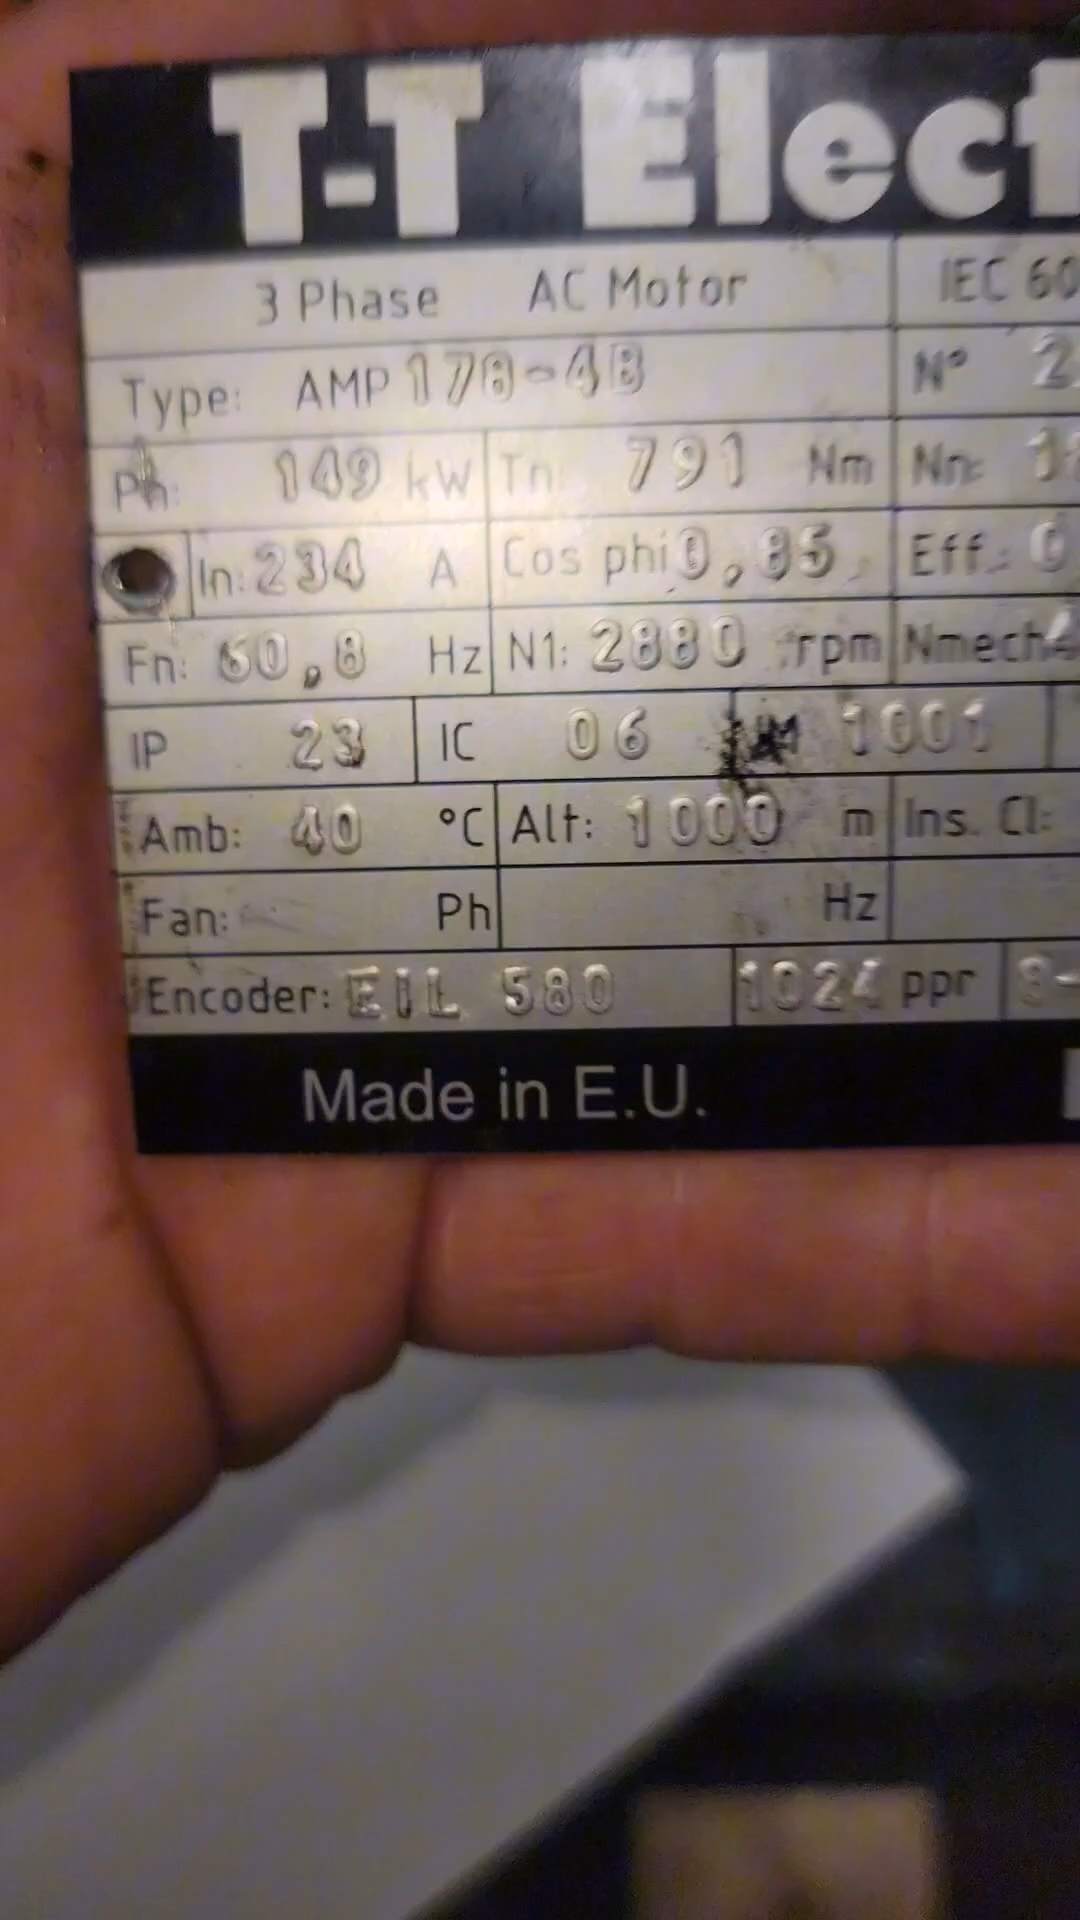 T-T Elect
3 Phase AC Motor IEC 60
Type: AMP 178-4B N° 2
Pn: 149 kW Tn: 791 Nm Nn: 1
In: 234 A Cos phi 0,85 Eff.: 0
Fn: 60,8 Hz N1: 2880 rpm Nmech
IP 23 IC 06 IM 1001
Amb: 40 °C Alt: 1000 m Ins. Cl:
Fan: Ph Hz
Encoder: EIL 580 1024 ppr 8-
Made in E.U.